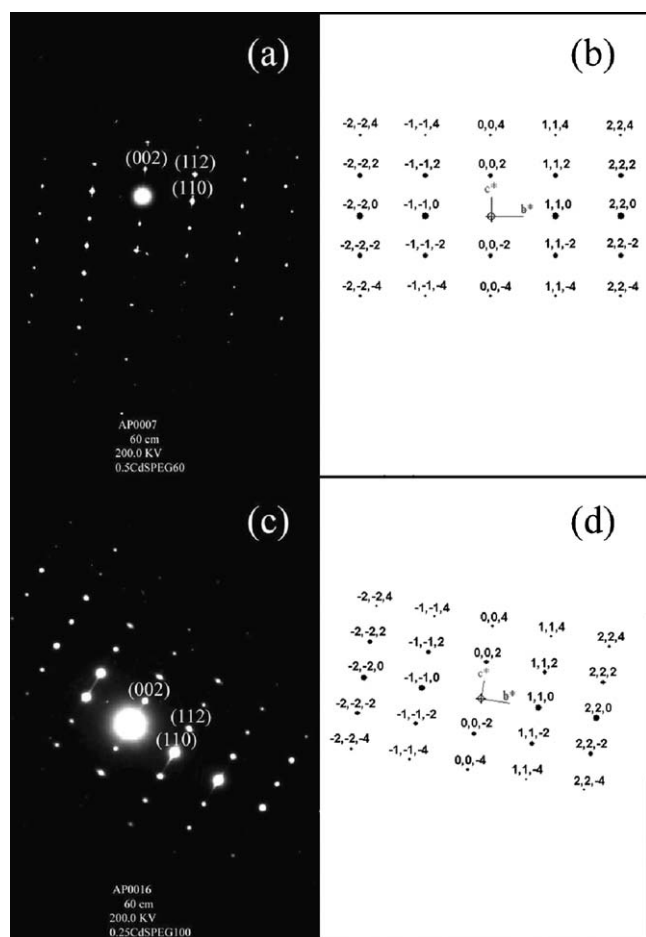 (a)
(002)
(112)
(110)
AP0007
60 cm
200.0 KV
0.5CdSPEG60
(b)
-2,-2,4 -1,-1,4 0,0,4 1,1,4 2,2,4
-2,-2,2 -1,-1,2 0,0,2 1,1,2 2,2,2
c*
-2,-2,0 -1,-1,0 b* 1,1,0 2,2,0
-2,-2,-2 -1,-1,-2 0,0,-2 1,1,-2 2,2,-2
-2,-2,-4 -1,-1,-4 0,0,-4 1,1,-4 2,2,-4
(c)
(002)
(112)
(110)
AP0016
60 cm
200.0 KV
0.25CdSPEG100
(d)
-2,-2,4 -1,-1,4 0,0,4 1,1,4 2,2,4
-2,-2,2 -1,-1,2 0,0,2 1,1,2 2,2,2
c*
-2,-2,0 -1,-1,0 b* 1,1,0 2,2,0
-2,-2,-2 -1,-1,-2 0,0,-2 1,1,-2 2,2,-2
-2,-2,-4 -1,-1,-4 0,0,-4 1,1,-4 2,2,-4